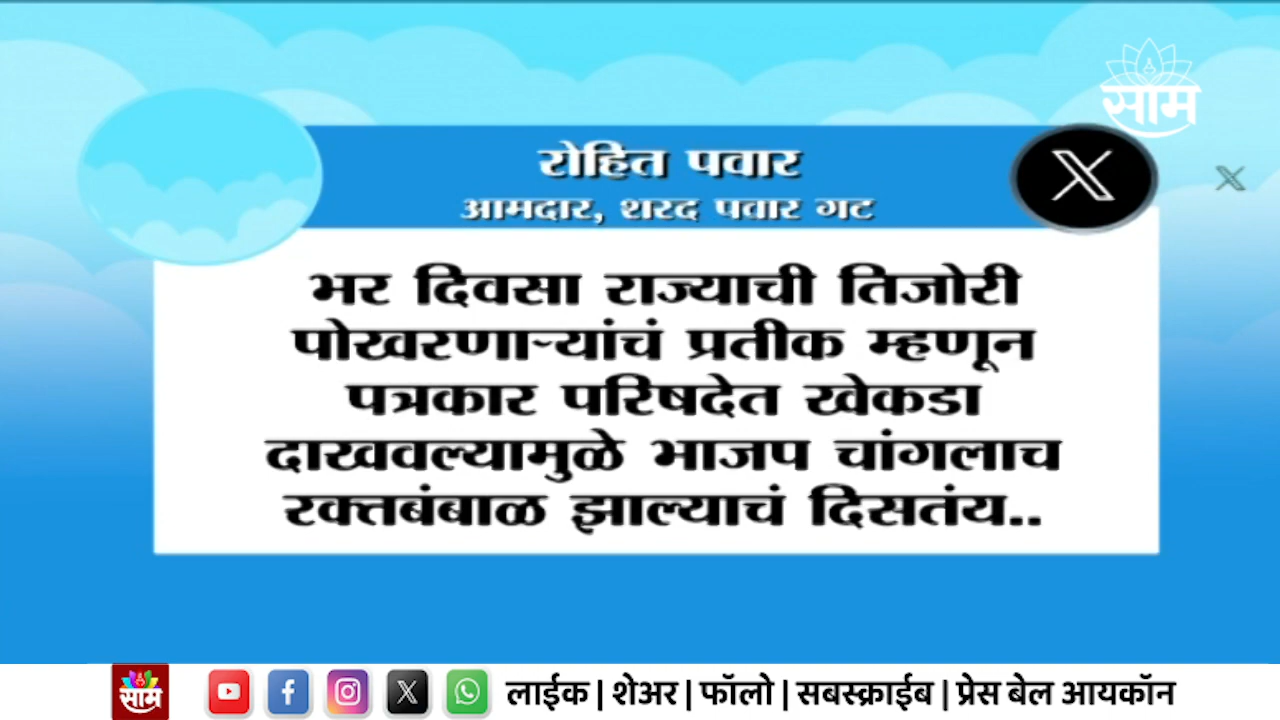 साम
रोहित पवार
आमदार, शरद पवार गट
भर दिवसा राज्याची तिजोरी
पोखरणाऱ्यांचं प्रतीक म्हणून
पत्रकार परिषदेत खेकडा
दाखवल्यामुळे भाजप चांगलाच
रक्तबंबाळ झाल्याचं दिसतंय..
साम
लाईक | शेअर | फॉलो | सबस्क्राईब | प्रेस बेल आयकॉन